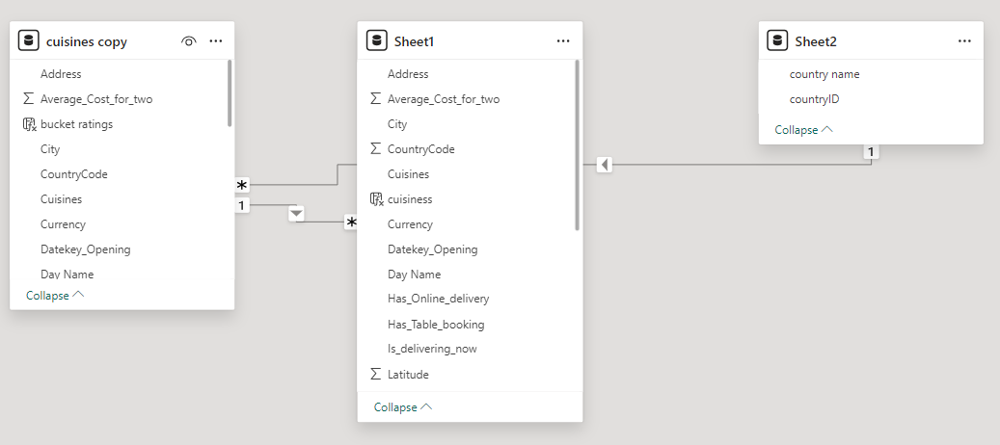 cuisines copy
Address
Average_Cost_for_two
bucket ratings
City
CountryCode
Cuisines
Currency
Datekey_Opening
Day Name
Collapse
*
1
Sheet1
Address
Average_Cost_for_two
City
CountryCode
Cuisines
cuisiness
Currency
Datekey_Opening
Day Name
Has_Online_delivery
Has_Table_booking
Is_delivering_now
Latitude
Collapse
*
Sheet2
country name
countryID
Collapse
1